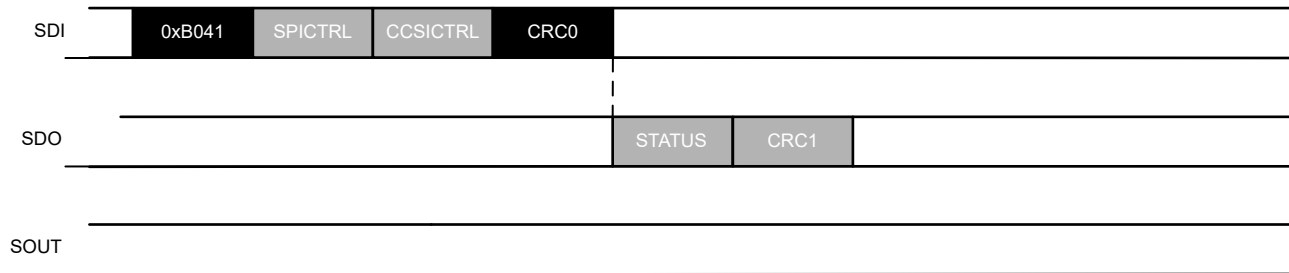 SDI 0xB041 SPICTRL CCSICTRL CRC0
SDO STATUS CRC1
SOUT